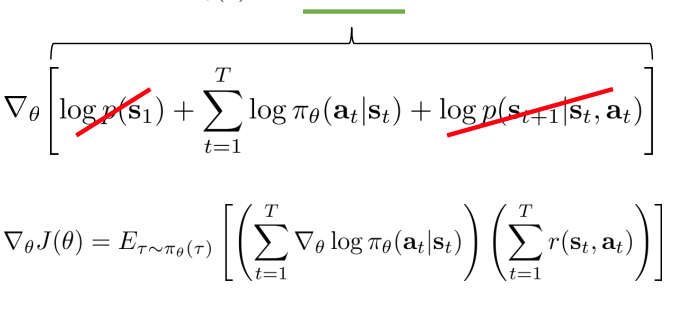 ∇_θ [ log p(s_1) + ∑_{t=1}^{T} log π_θ(a_t|s_t) + log p(s_{t+1}|s_t, a_t) ]
∇_θ J(θ) = E_{τ∼π_θ(τ)} [ ( ∑_{t=1}^{T} ∇_θ log π_θ(a_t|s_t) ) ( ∑_{t=1}^{T} r(s_t, a_t) ) ]